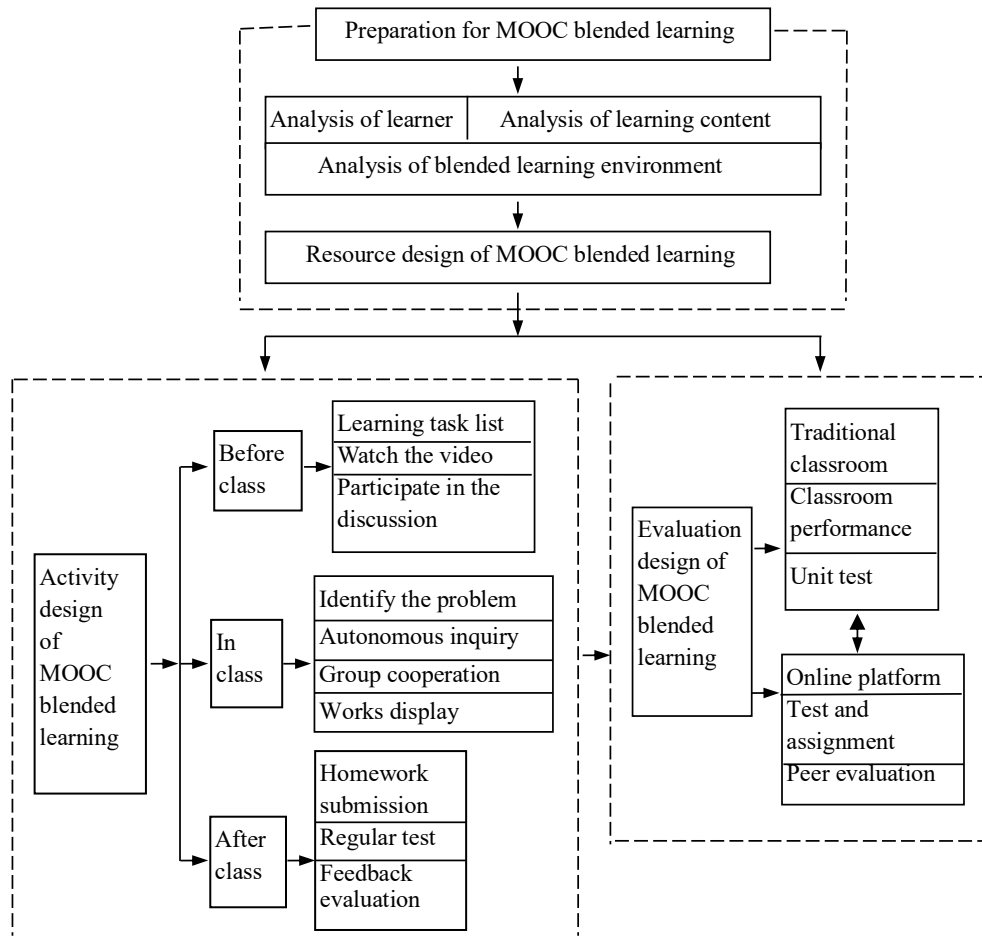 Preparation for MOOC blended learning
Analysis of learner
Analysis of learning content
Analysis of blended learning environment
Resource design of MOOC blended learning
Activity
design
of
MOOC
blended
learning
Before
class
Learning task list
Watch the video
Participate in the
discussion
In
class
Identify the problem
Autonomous inquiry
Group cooperation
Works display
After
class
Homework
submission
Regular test
Feedback
evaluation
Evaluation
design of
MOOC
blended
learning
Traditional
classroom
Classroom
performance
Unit test
Online platform
Test and
assignment
Peer evaluation